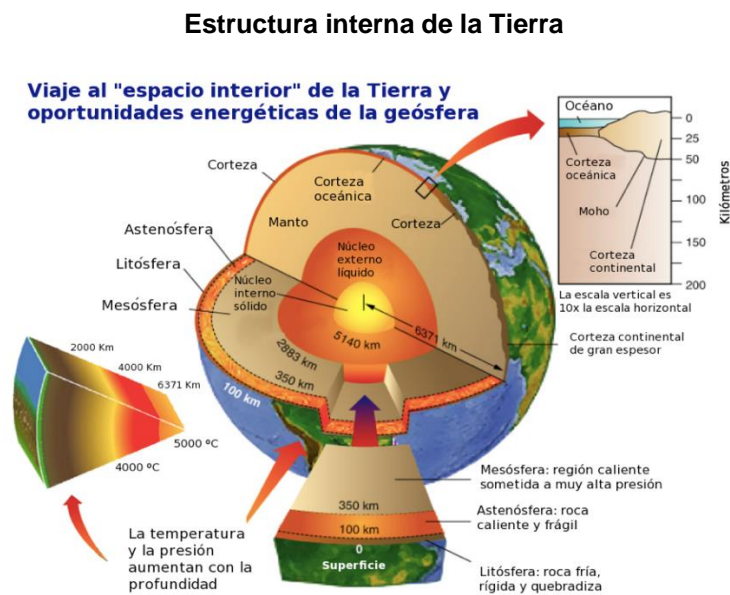 Estructura interna de la Tierra
Viaje al "espacio interior" de la Tierra y
oportunidades energéticas de la geósfera
Océano
0
25
50
100
150
200
Kilómetros
Corteza
oceánica
Moho
Corteza
continental
La escala vertical es
10x la escala horizontal
Corteza
Corteza
oceánica
Manto
Corteza
Astenósfera
Litósfera
Mesósfera
Núcleo
externo
líquido
Núcleo
interno
sólido
6371 km
5140 km
2883 km
350 km
100 km
Corteza continental
de gran espesor
2000 Km
4000 Km
6371 Km
5000 ºC
4000 ºC
La temperatura
y la presión
aumentan con la
profundidad
350 km
100 km
0
Superficie
Mesósfera: región caliente
sometida a muy alta presión
Astenósfera: roca
caliente y frágil
Litósfera: roca fría,
rígida y quebradiza